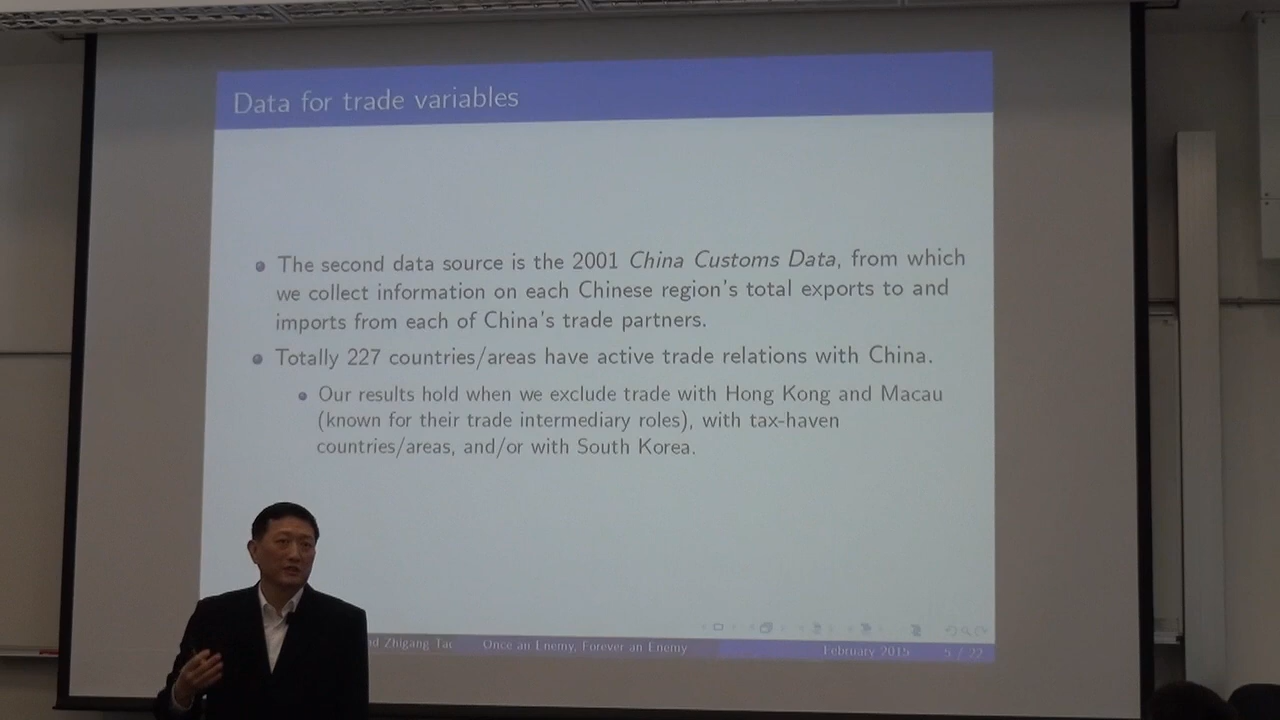 Data for trade variables
The second data source is the 2001 China Customs Data, from which
we collect information on each Chinese region's total exports to and
imports from each of China's trade partners.
Totally 227 countries/areas have active trade relations with China.
Our results hold when we exclude trade with Hong Kong and Macau
(known for their trade intermediary roles), with tax-haven
countries/areas, and/or with South Korea.
Zhigang Tao Once an Enemy, Forever an Enemy February 2015 5 / 22